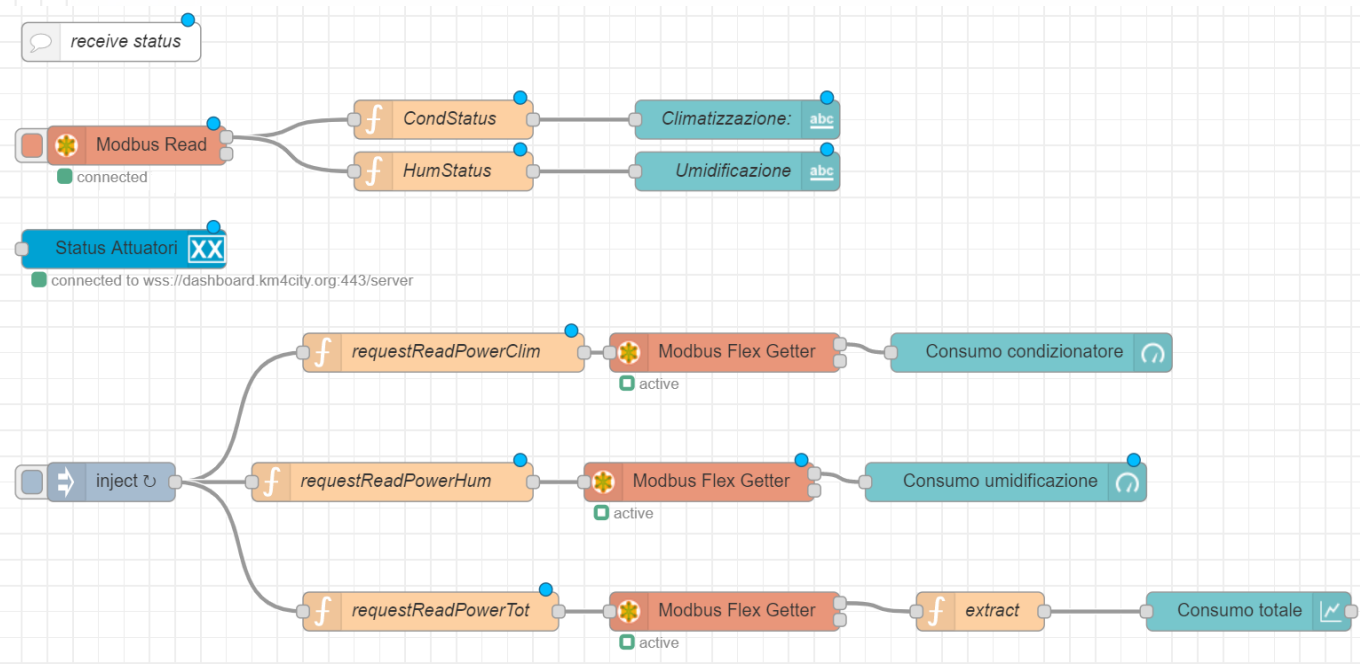 receive status
CondStatus
Climatizzazione:
abc
Modbus Read
connected
HumStatus
Umidificazione
abc
Status Attuatori
XX
connected to wss://dashboard.km4city.org:443/server
requestReadPowerClim
Modbus Flex Getter
Consumo condizionatore
active
inject ↻
requestReadPowerHum
Modbus Flex Getter
Consumo umidificazione
active
requestReadPowerTot
Modbus Flex Getter
extract
Consumo totale
active